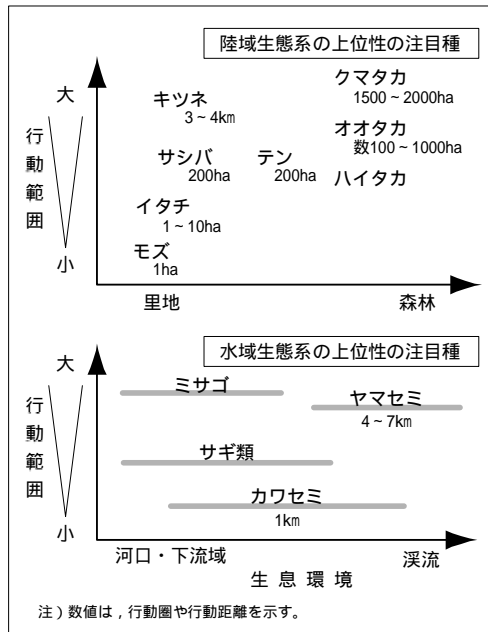 陸域生態系の上位性の注目種
大
行動範囲
小
クマタカ
1500～2000ha
キツネ
3～4km
オオタカ
数100～1000ha
サシバ
200ha
テン
200ha
ハイタカ
イタチ
1～10ha
モズ
1ha
里地
森林
水域生態系の上位性の注目種
大
行動範囲
小
ミサゴ
ヤマセミ
4～7km
サギ類
カワセミ
1km
河口・下流域
渓流
生息環境
注）数値は，行動圏や行動距離を示す。